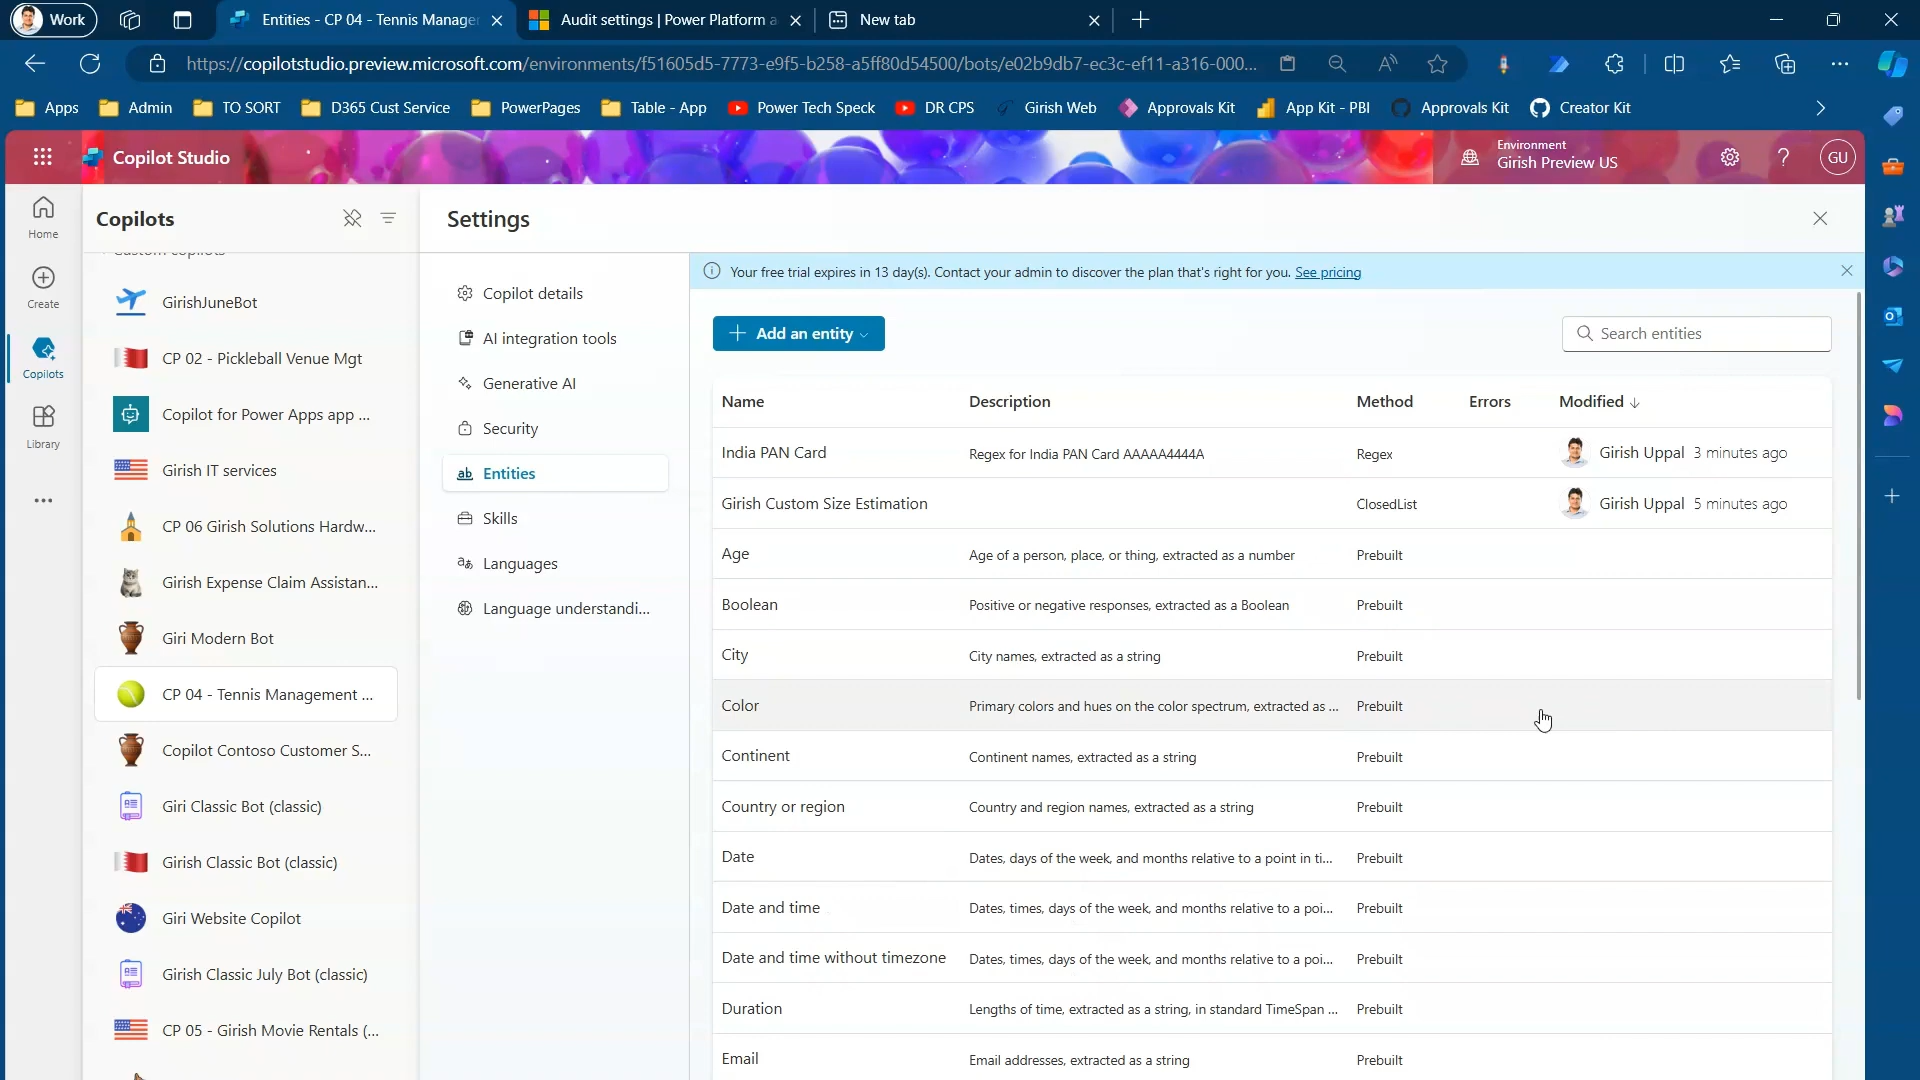 Work
Entities - CP 04 - Tennis Manage
Audit settings | Power Platform a
New tab
https://copilotstudio.preview.microsoft.com/environments/f51605d5-7773-e9f5-b258-a5ff80d54500/bots/e02b9db7-ec3c-ef11-a316-000...
Apps
Admin
TO SORT
D365 Cust Service
PowerPages
Table - App
Power Tech Speck
DR CPS
Girish Web
Approvals Kit
App Kit - PBI
Approvals Kit
Creator Kit
Copilot Studio
Environment
Girish Preview US
GU
Home
Create
Copilots
Library
Copilots
Custom copilots
GirishJuneBot
CP 02 - Pickleball Venue Mgt
Copilot for Power Apps app ...
Girish IT services
CP 06 Girish Solutions Hardw...
Girish Expense Claim Assistan...
Giri Modern Bot
CP 04 - Tennis Management ...
Copilot Contoso Customer S...
Giri Classic Bot (classic)
Girish Classic Bot (classic)
Giri Website Copilot
Girish Classic July Bot (classic)
CP 05 - Girish Movie Rentals (...
Settings
Copilot details
AI integration tools
Generative AI
Security
Entities
Skills
Languages
Language understandi...
Your free trial expires in 13 day(s). Contact your admin to discover the plan that's right for you. See pricing
Add an entity
Search entities
Name Description Method Errors Modified ↓
India PAN Card Regex for India PAN Card AAAAA4444A Regex Girish Uppal 3 minutes ago
Girish Custom Size Estimation ClosedList Girish Uppal 5 minutes ago
Age Age of a person, place, or thing, extracted as a number Prebuilt
Boolean Positive or negative responses, extracted as a Boolean Prebuilt
City City names, extracted as a string Prebuilt
Color Primary colors and hues on the color spectrum, extracted as ... Prebuilt
Continent Continent names, extracted as a string Prebuilt
Country or region Country and region names, extracted as a string Prebuilt
Date Dates, days of the week, and months relative to a point in ti... Prebuilt
Date and time Dates, times, days of the week, and months relative to a poi... Prebuilt
Date and time without timezone Dates, times, days of the week, and months relative to a poi... Prebuilt
Duration Lengths of time, extracted as a string, in standard TimeSpan ... Prebuilt
Email Email addresses, extracted as a string Prebuilt